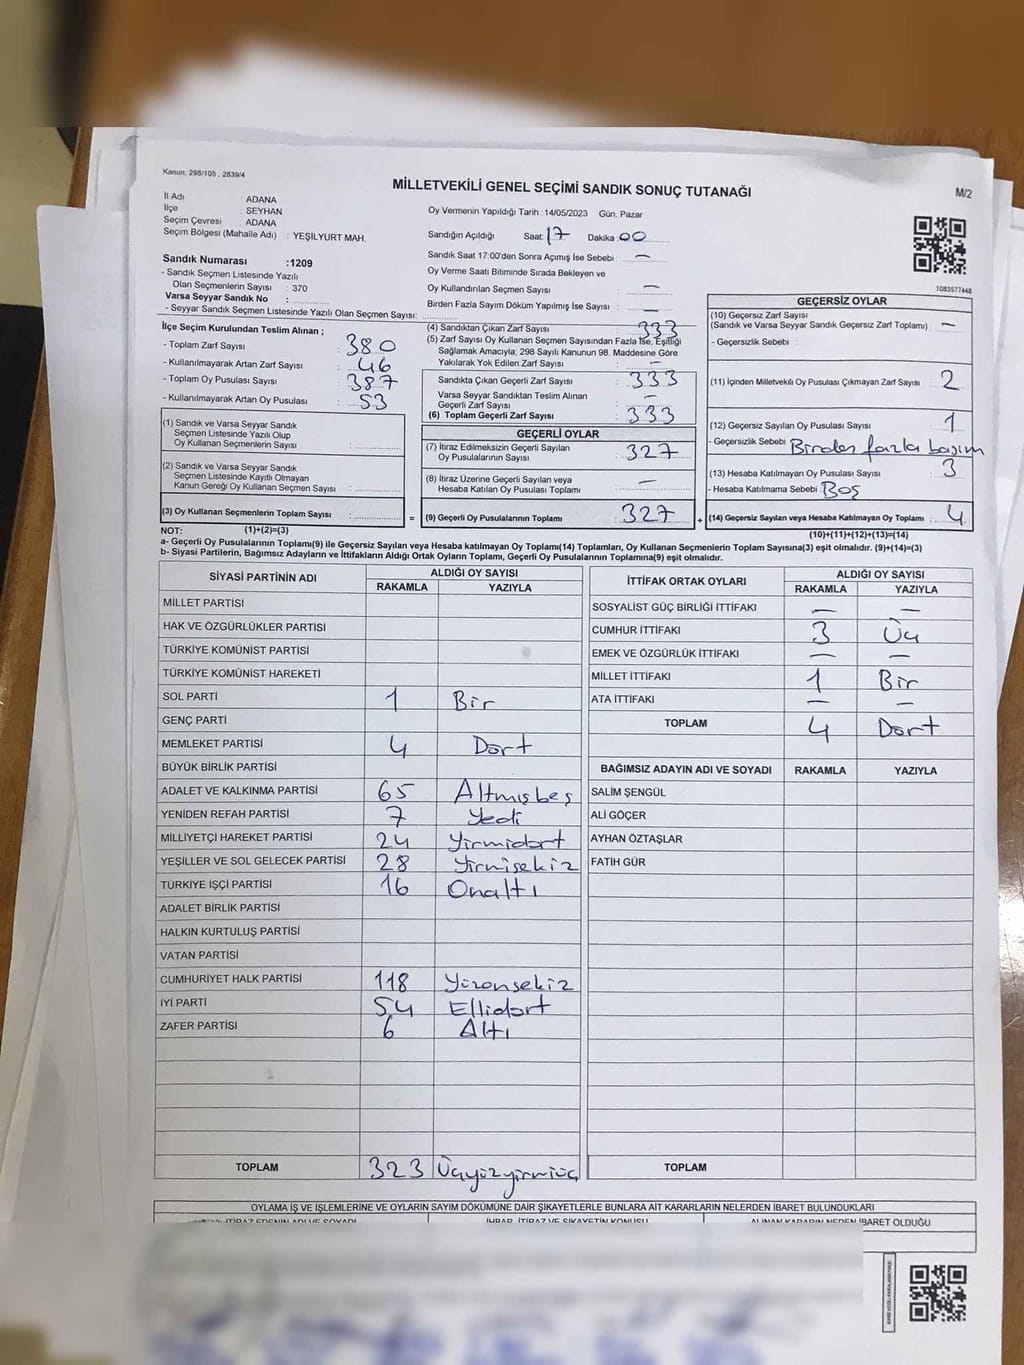 Kanun, 298/105 , 2839/4
MİLLETVEKİLİ GENEL SEÇİMİ SANDIK SONUÇ TUTANAĞI
M/2
İl Adı : ADANA
İlçe : SEYHAN
Seçim Çevresi : ADANA
Seçim Bölgesi (Mahalle Adı) : YEŞİLYURT MAH.
Oy Vermenin Yapıldığı Tarih : 14/05/2023 Gün: Pazar
Sandığın Açıldığı Saat: 17 Dakika: 00
Sandık Saat 17:00'den Sonra Açımış İse Sebebi : —
Oy Verme Saati Bitiminde Sırada Bekleyen ve
Oy Kullandırılan Seçmen Sayısı : —
Birden Fazla Sayım Döküm Yapılmış İse Sayısı : —
1083577448
Sandık Numarası :1209
- Sandık Seçmen Listesinde Yazılı
Olan Seçmenlerin Sayısı : 370
Varsa Seyyar Sandık No :
- Seyyar Sandık Seçmen Listesinde Yazılı Olan Seçmen Sayısı:
İlçe Seçim Kurulundan Teslim Alınan ;
- Toplam Zarf Sayısı : 380
- Kullanılmayarak Artan Zarf Sayısı : 46
- Toplam Oy Pusulası Sayısı : 387
- Kullanılmayarak Artan Oy Pusulası : 53
(1) Sandık ve Varsa Seyyar Sandık
Seçmen Listesinde Yazılı Olup
Oy Kullanan Seçmenlerin Sayısı :
(2) Sandık ve Varsa Seyyar Sandık
Seçmen Listesinde Kayıtlı Olmayan
Kanun Gereği Oy Kullanan Seçmen Sayısı :
(3) Oy Kullanan Seçmenlerin Toplam Sayısı :
(4) Sandıktan Çıkan Zarf Sayısı : 333
(5) Zarf Sayısı Oy Kullanan Seçmen Sayısından Fazla İse, Eşitliği
Sağlamak Amacıyla; 298 Sayılı Kanunun 98. Maddesine Göre
Yakılarak Yok Edilen Zarf Sayısı : —
Sandıkta Çıkan Geçerli Zarf Sayısı : 333
Varsa Seyyar Sandıktan Teslim Alınan
Geçerli Zarf Sayısı : —
(6) Toplam Geçerli Zarf Sayısı : 333
GEÇERLİ OYLAR
(7) İtiraz Edilmeksizin Geçerli Sayılan
Oy Pusulalarının Sayısı : 327
(8) İtiraz Üzerine Geçerli Sayılan veya
Hesaba Katılan Oy Pusulası Toplamı : —
= (9) Geçerli Oy Pusulalarının Toplamı : 327 +
GEÇERSİZ OYLAR
(10) Geçersiz Zarf Sayısı
(Sandık ve Varsa Seyyar Sandık Geçersiz Zarf Toplamı) : —
- Geçersizlik Sebebi :
(11) İçinden Milletvekili Oy Pusulası Çıkmayan Zarf Sayısı : 2
(12) Geçersiz Sayılan Oy Pusulası Sayısı : 1
- Geçersizlik Sebebi : Birden fazla basım
(13) Hesaba Katılmayan Oy Pusulası Sayısı : 3
- Hesaba Katılmama Sebebi : Boş
(14) Geçersiz Sayılan veya Hesaba Katılmayan Oy Toplamı : 4
NOT: (1)+(2)=(3)
(10)+(11)+(12)+(13)=(14)
a- Geçerli Oy Pusulalarının Toplamı(9) ile Geçersiz Sayılan veya Hesaba Katılmayan Oy Toplamı(14) Toplamları, Oy Kullanan Seçmenlerin Toplam Sayısına(3) eşit olmalıdır. (9)+(14)=(3)
b- Siyasi Partilerin, Bağımsız Adayların ve İttifakların Aldığı Ortak Oyların Toplamı, Geçerli Oy Pusulalarının Toplamına(9) eşit olmalıdır.
SİYASİ PARTİNİN ADI ALDIĞI OY SAYISI
RAKAMLA YAZIYLA
MİLLET PARTİSİ
HAK VE ÖZGÜRLÜKLER PARTİSİ
TÜRKİYE KOMÜNİST PARTİSİ
TÜRKİYE KOMÜNİST HAREKETİ
SOL PARTİ 1 Bir
GENÇ PARTİ
MEMLEKET PARTİSİ 4 Dört
BÜYÜK BİRLİK PARTİSİ
ADALET VE KALKINMA PARTİSİ 65 Altmışbeş
YENİDEN REFAH PARTİSİ 7 Yedi
MİLLİYETÇİ HAREKET PARTİSİ 24 Yirmidört
YEŞİLLER VE SOL GELECEK PARTİSİ 28 Yirmisekiz
TÜRKİYE İŞÇİ PARTİSİ 16 Onaltı
ADALET BİRLİK PARTİSİ
HALKIN KURTULUŞ PARTİSİ
VATAN PARTİSİ
CUMHURİYET HALK PARTİSİ 118 Yüzonsekiz
İYİ PARTİ 54 Ellidört
ZAFER PARTİSİ 6 Altı
TOPLAM 323 Üçyüzyirmiüç
İTTİFAK ORTAK OYLARI ALDIĞI OY SAYISI
RAKAMLA YAZIYLA
SOSYALİST GÜÇ BİRLİĞİ İTTİFAKI — —
CUMHUR İTTİFAKI 3 Üç
EMEK VE ÖZGÜRLÜK İTTİFAKI — —
MİLLET İTTİFAKI 1 Bir
ATA İTTİFAKI — —
TOPLAM 4 Dört
BAĞIMSIZ ADAYIN ADI VE SOYADI RAKAMLA YAZIYLA
SALİM ŞENGÜL
ALİ GÖÇER
AYHAN ÖZTAŞLAR
FATİH GÜR
TOPLAM
OYLAMA İŞ VE İŞLEMLERİNE VE OYLARIN SAYIM DÖKÜMÜNE DAİR ŞİKAYETLERLE BUNLARA AİT KARARLARIN NELERDEN İBARET BULUNDUKLARI
İTİRAZ EDENİN ADI VE SOYADI İHBAR, İTİRAZ VE ŞİKAYETİN KONUSU ALINAN KARARIN NEDEN İBARET OLDUĞU